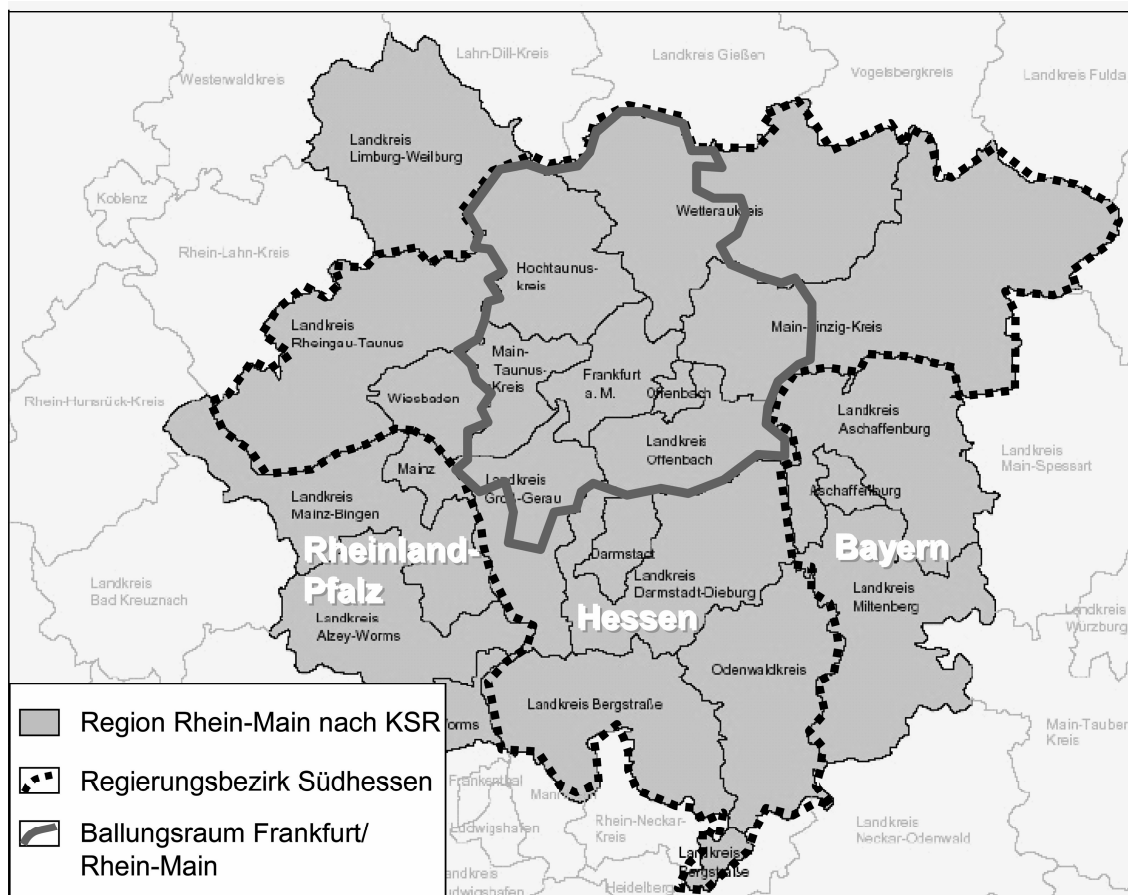 Lahn-Dill-Kreis
Landkreis Gießen
Vogelsbergkreis
Landkreis Fulda
Westerwaldkreis
Landkreis
Limburg-Weilburg
Koblenz
Rhein-Lahn-Kreis
Wetteraukreis
Hochtaunus-
kreis
Landkreis
Rheingau-Taunus
Main-Kinzig-Kreis
Main-
Taunus-
Kreis
Frankfurt
a. M.
Offenbach
Wiesbaden
Rhein-Hunsrück-Kreis
Landkreis
Aschaffenburg
Landkreis
Offenbach
Landkreis
Main-Spessart
Mainz
Landkreis
Groß-Gerau
Landkreis
Mainz-Bingen
Aschaffenburg
Rheinland-
Pfalz
Bayern
Darmstadt
Landkreis
Darmstadt-Dieburg
Landkreis
Bad Kreuznach
Landkreis
Miltenberg
Hessen
Landkreis
Alzey-Worms
Landkreis
Würzburg
Odenwaldkreis
Landkreis Bergstraße
Main-Tauber
Kreis
Region Rhein-Main nach KSR
Regierungsbezirk Südhessen
Ballungsraum Frankfurt/
Rhein-Main
Frankenthal
Ludwigshafen
Rhein-Neckar-
Kreis
Landkreis
Neckar-Odenwald
Landkreis
Bergstraße
Heidelberg